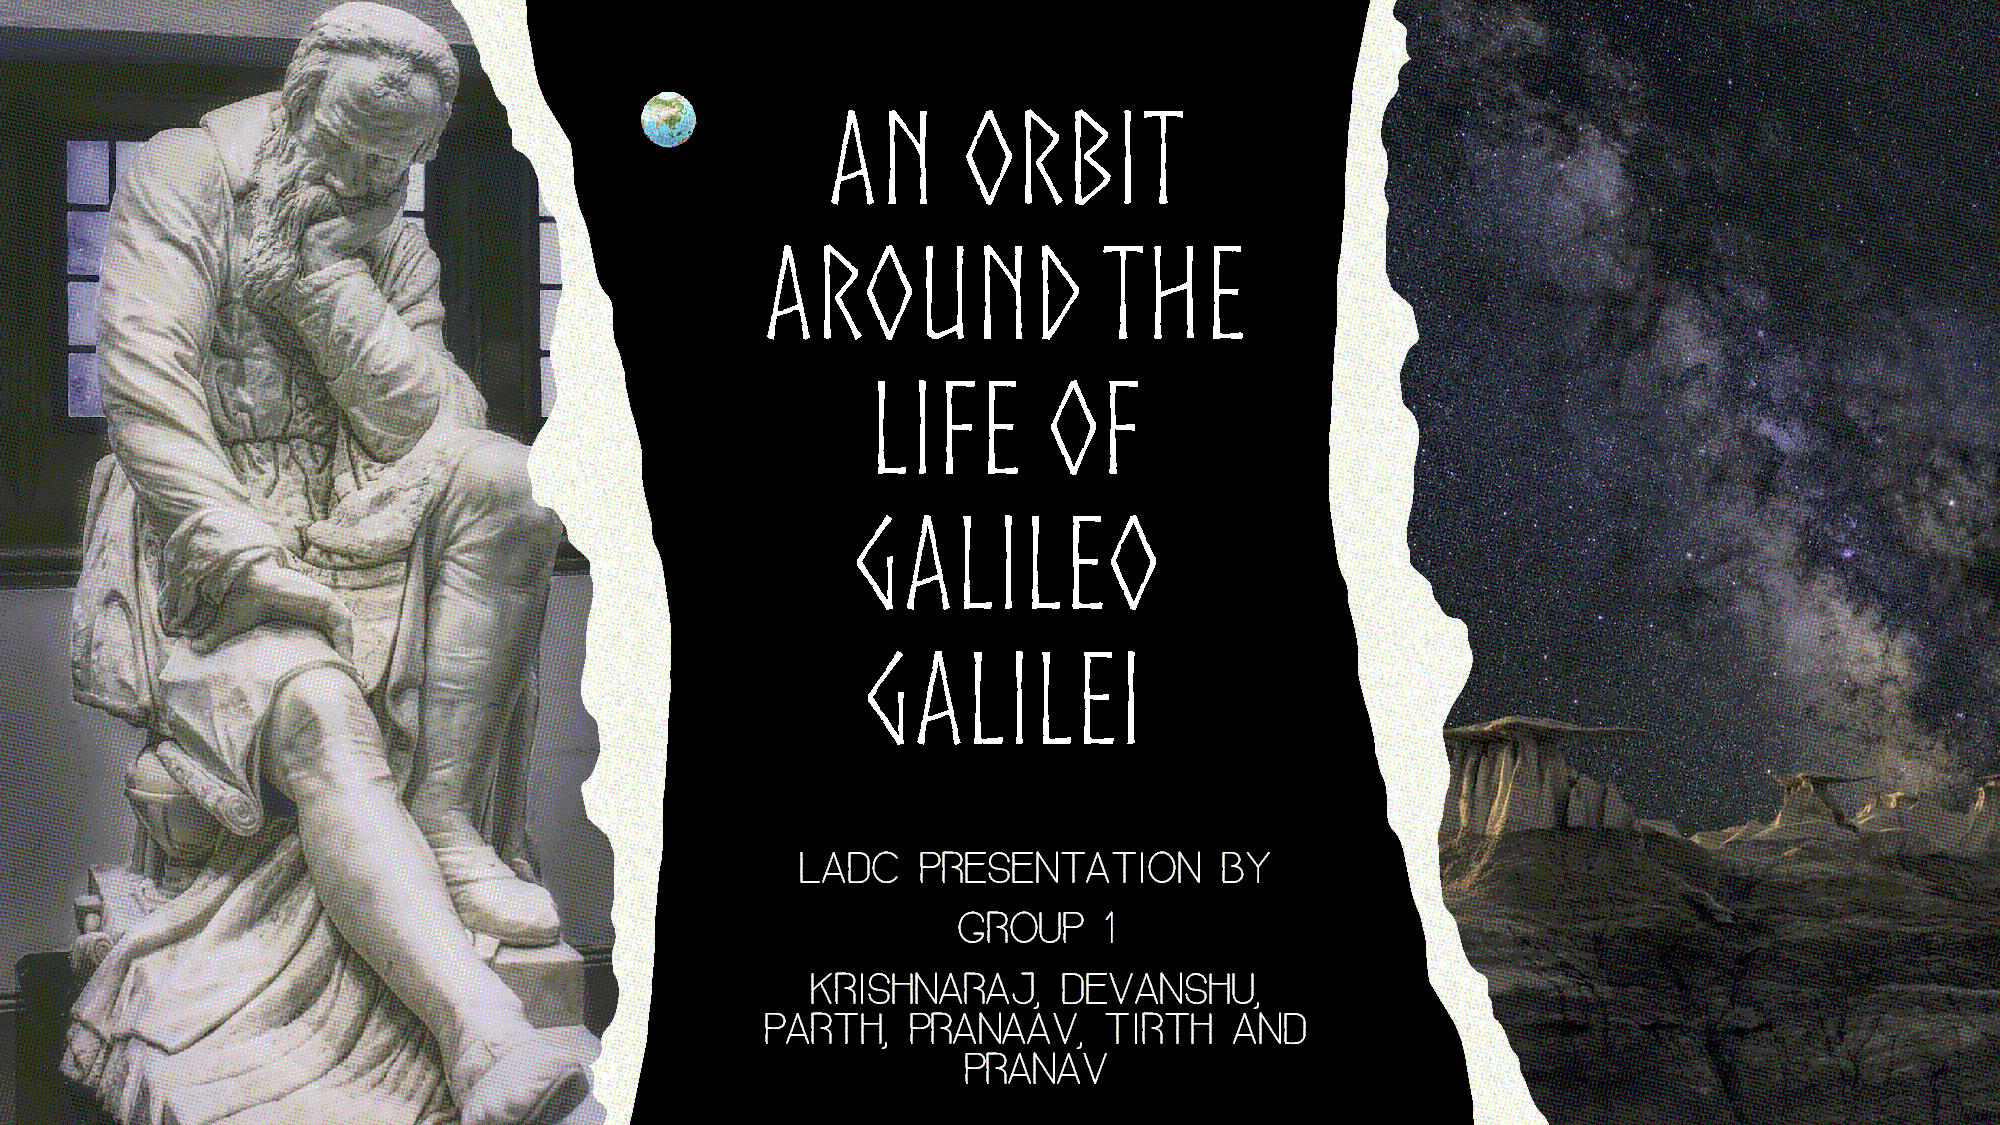 AN ORBIT
AROUND THE
LIFE OF
GALILEO
GALILEI
LADC PRESENTATION BY
GROUP 1
KRISHNARAJ, DEVANSHU,
PARTH, PRANAAV, TIRTH AND
PRANAV